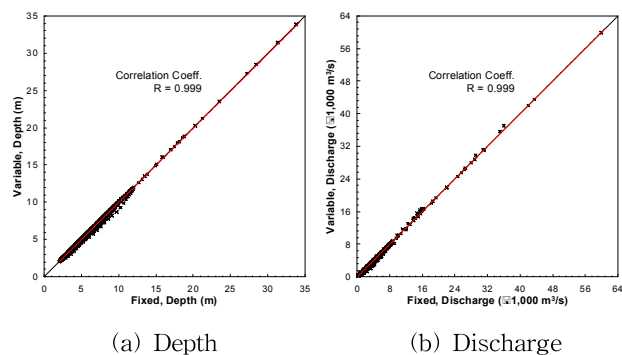 35
30
25
20
15
10
5
0
0 5 10 15 20 25 30 35
Variable, Depth (m)
Fixed, Depth (m)
Correlation Coeff.
R = 0.999
(a) Depth
64
56
48
40
32
24
16
8
0
0 8 16 24 32 40 48 56 64
Variable, Discharge (1,000 m³/s)
Fixed, Discharge (1,000 m³/s)
Correlation Coeff.
R = 0.999
(b) Discharge